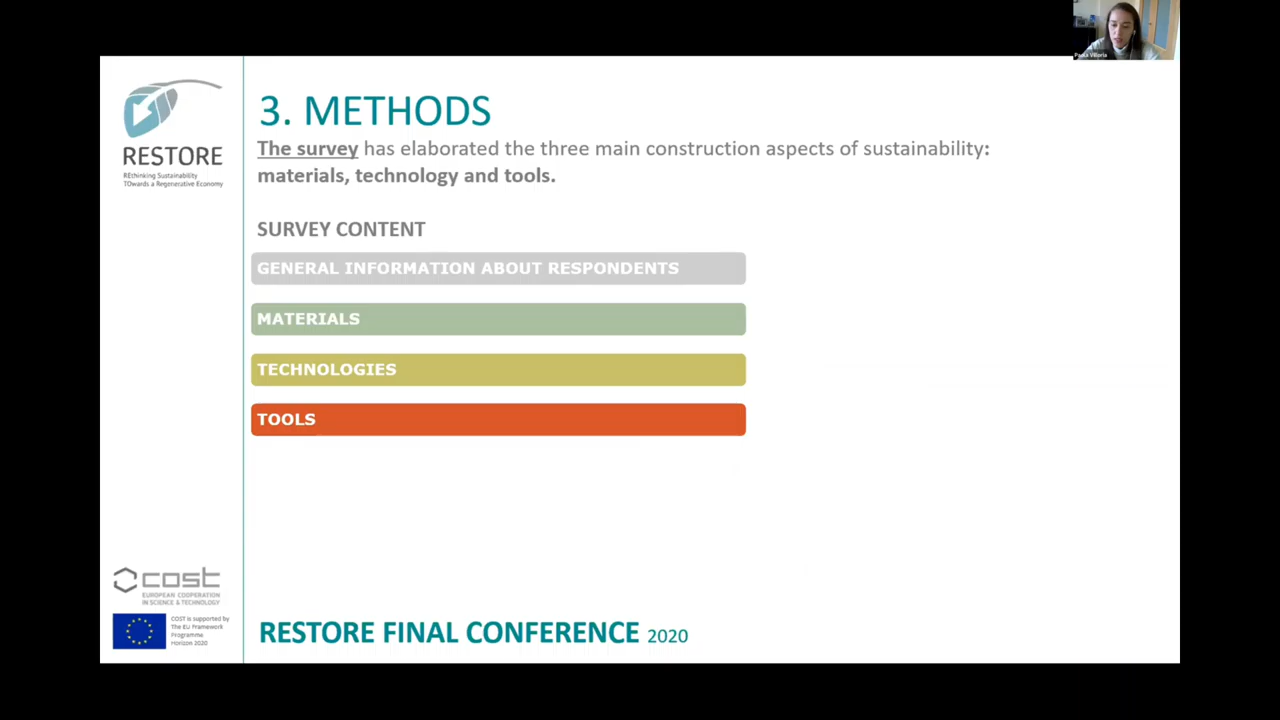 Paola Villoria
3. METHODS
The survey has elaborated the three main construction aspects of sustainability:
materials, technology and tools.
RESTORE
REthinking Sustainability
TOwards a Regenerative Economy
SURVEY CONTENT
GENERAL INFORMATION ABOUT RESPONDENTS
MATERIALS
TECHNOLOGIES
TOOLS
cost
EUROPEAN COOPERATION
IN SCIENCE & TECHNOLOGY
COST is supported by
The EU Framework
Programme
Horizon 2020
RESTORE FINAL CONFERENCE 2020